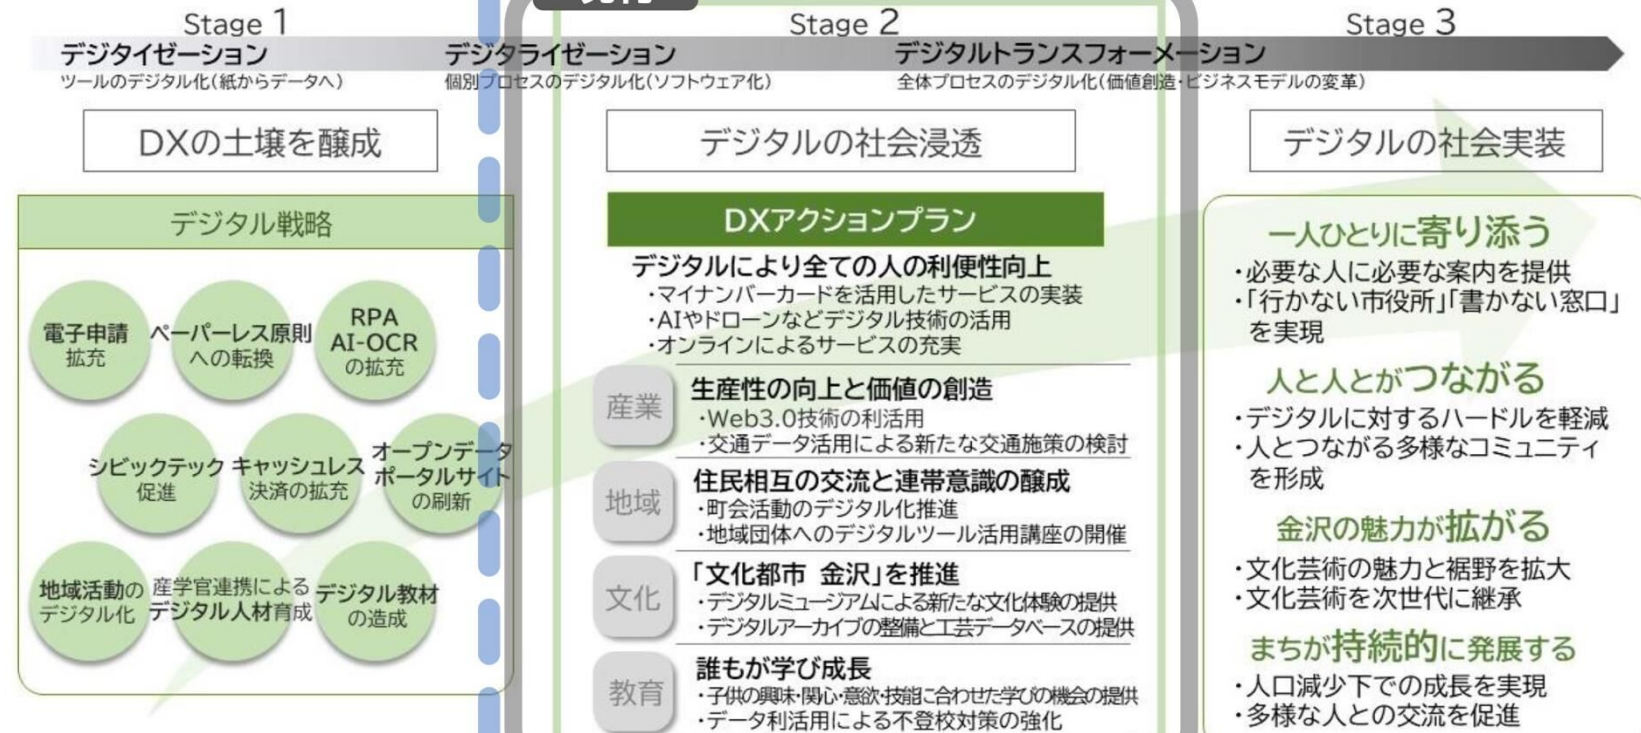 Stage 1
デジタイゼーション
ツールのデジタル化(紙からデータへ)
デジタライゼーション
個別プロセスのデジタル化(ソフトウェア化)
Stage 2
デジタルトランスフォーメーション
全体プロセスのデジタル化(価値創造・ビジネスモデルの変革)
Stage 3
DXの土壌を醸成
デジタル戦略
電子申請
拡充
ペーパーレス原則
への転換
RPA
AI-OCR
の拡充
シビックテック
促進
キャッシュレス
決済の拡充
オープンデータ
ポータルサイト
の刷新
地域活動の
デジタル化
産学官連携による
デジタル人材育成
デジタル教材
の造成
デジタルの社会浸透
DXアクションプラン
デジタルにより全ての人の利便性向上
・マイナンバーカードを活用したサービスの実装
・AIやドローンなどデジタル技術の活用
・オンラインによるサービスの充実
産業
生産性の向上と価値の創造
・Web3.0技術の利活用
・交通データ活用による新たな交通施策の検討
地域
住民相互の交流と連帯意識の醸成
・町会活動のデジタル化推進
・地域団体へのデジタルツール活用講座の開催
文化
「文化都市 金沢」を推進
・デジタルミュージアムによる新たな文化体験の提供
・デジタルアーカイブの整備と工芸データベースの提供
教育
誰もが学び成長
・子供の興味・関心・意欲・技能に合わせた学びの機会の提供
・データ利活用による不登校対策の強化
デジタルの社会実装
一人ひとりに寄り添う
・必要な人に必要な案内を提供
・「行かない市役所」「書かない窓口」
を実現
人と人とがつながる
・デジタルに対するハードルを軽減
・人とつながる多様なコミュニティ
を形成
金沢の魅力が拡がる
・文化芸術の魅力と裾野を拡大
・文化芸術を次世代に継承
まちが持続的に発展する
・人口減少下での成長を実現
・多様な人との交流を促進